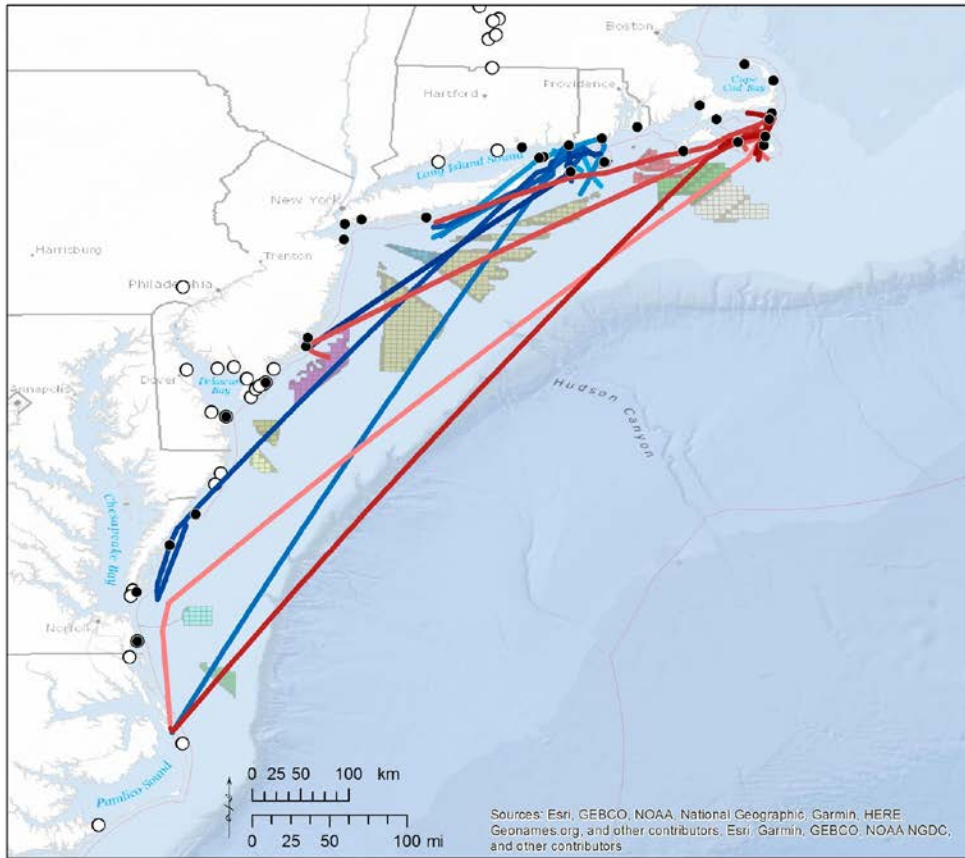 Boston
Cape
Cod Bay
Hartford
Providence
Long Island Sound
New York
Harrisburg
Trenton
Philadelphia
Dover
Delaware
Bay
Annapolis
Hudson Canyon
Chesapeake Bay
Norfolk
Pamlico Sound
0 25 50 100 km
0 25 50 100 mi
Sources: Esri, GEBCO, NOAA, National Geographic, Garmin, HERE,
Geonames.org, and other contributors, Esri, Garmin, GEBCO, NOAA NGDC,
and other contributors